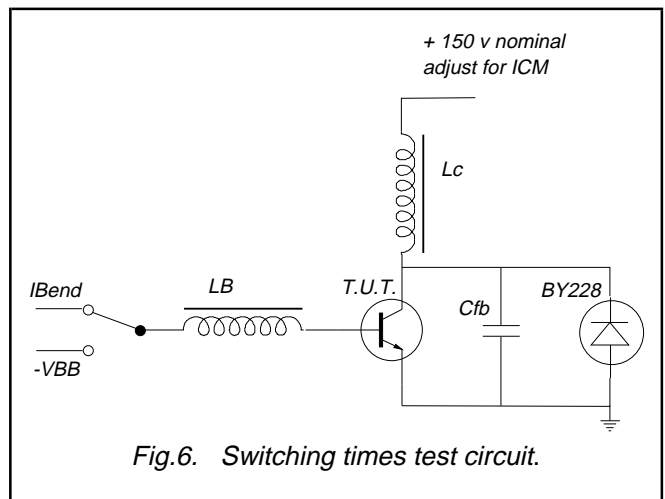 + 150 v nominal
adjust for ICM
Lc
IBend
LB
T.U.T.
Cfb
BY228
-VBB
Fig.6. Switching times test circuit.